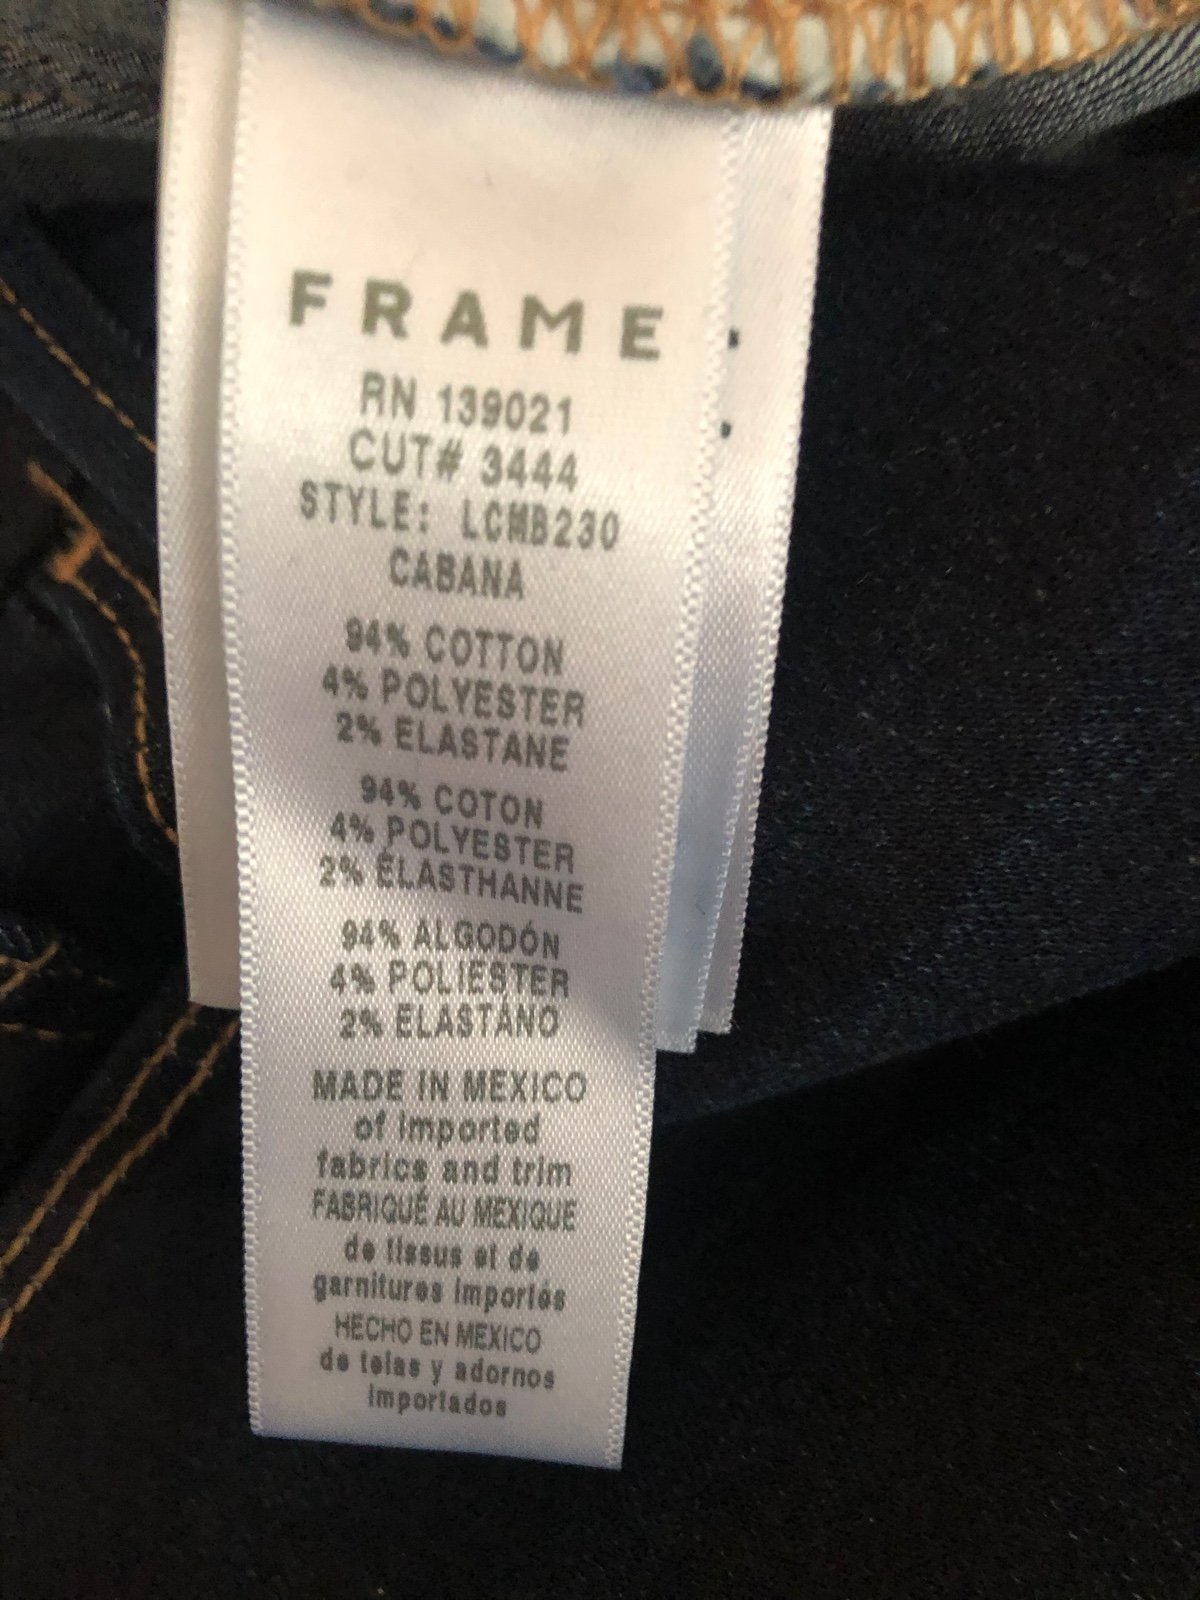 FRAME
RN 139021
CUT# 3444
STYLE: LCMB230
CABANA
94% COTTON
4% POLYESTER
2% ELASTANE
94% COTON
4% POLYESTER
2% ÉLASTHANNE
94% ALGODÓN
4% POLIESTER
2% ELASTANO
MADE IN MEXICO
of imported
fabrics and trim
FABRIQUÉ AU MEXIQUE
de tissus et de
garnitures importés
HECHO EN MEXICO
de telas y adornos
importados